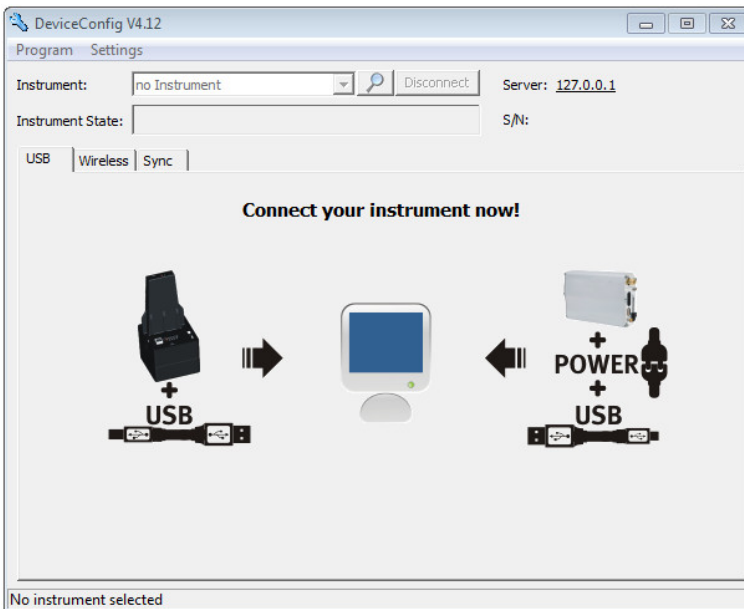 DeviceConfig V4.12
Program Settings
Instrument: no Instrument Disconnect Server: 127.0.0.1
Instrument State: S/N:
USB Wireless Sync
Connect your instrument now!
+
USB
+
POWER
+
USB
No instrument selected